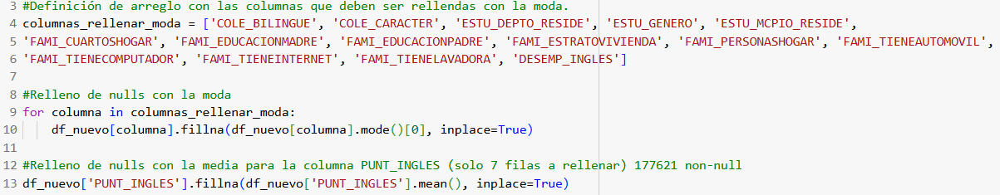 3 #Definición de arreglo con las columnas que deben ser rellendas con la moda.
4 columnas_rellenar_moda = ['COLE_BILINGUE', 'COLE_CARACTER', 'ESTU_DEPTO_RESIDE', 'ESTU_GENERO', 'ESTU_MCPIO_RESIDE',
5 'FAMI_CUARTOSHOGAR', 'FAMI_EDUCACIONMADRE', 'FAMI_EDUCACIONPADRE', 'FAMI_ESTRATOVIVIENDA', 'FAMI_PERSONASHOGAR', 'FAMI_TIENEAUTOMOVIL',
6 'FAMI_TIENECOMPUTADOR', 'FAMI_TIENEINTERNET', 'FAMI_TIENELAVADORA', 'DESEMP_INGLES']
7
8 #Relleno de nulls con la moda
9 for columna in columnas_rellenar_moda:
10     df_nuevo[columna].fillna(df_nuevo[columna].mode()[0], inplace=True)
11
12 #Relleno de nulls con la media para la columna PUNT_INGLES (solo 7 filas a rellenar) 177621 non-null
13 df_nuevo['PUNT_INGLES'].fillna(df_nuevo['PUNT_INGLES'].mean(), inplace=True)